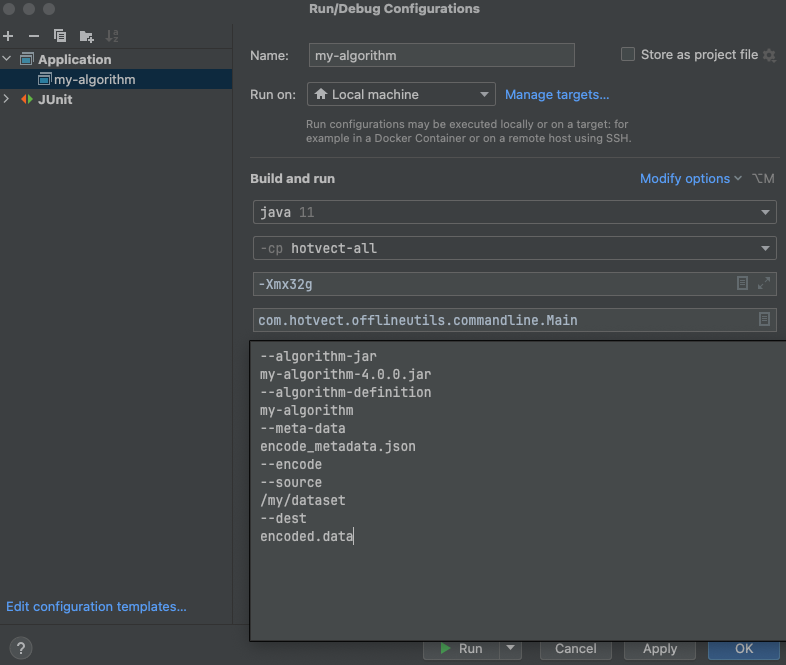 Run/Debug Configurations
Application
my-algorithm
JUnit
Edit configuration templates...
Name: my-algorithm Store as project file
Run on: Local machine Manage targets...
Run configurations may be executed locally or on a target: for
example in a Docker Container or on a remote host using SSH.
Build and run Modify options ⌥M
java 11
-cp hotvect-all
-Xmx32g
com.hotvect.offlineutils.commandline.Main
--algorithm-jar
my-algorithm-4.0.0.jar
--algorithm-definition
my-algorithm
--meta-data
encode_metadata.json
--encode
--source
/my/dataset
--dest
encoded.data
? Run Cancel Apply OK